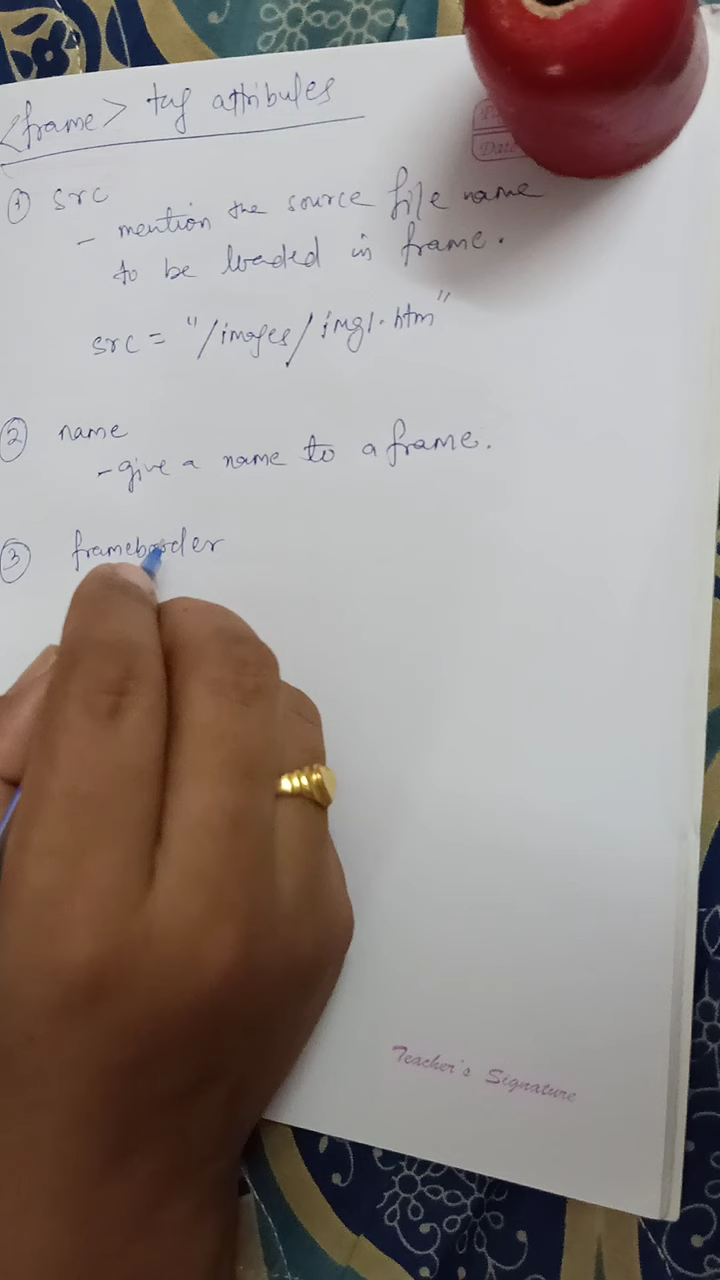 <frame> tag attributes
① src
- mention the source file name
to be loaded in frame.
src = "/images/img1.htm"
② name
- give a name to a frame.
③ frameborder
Date
Teacher's Signature